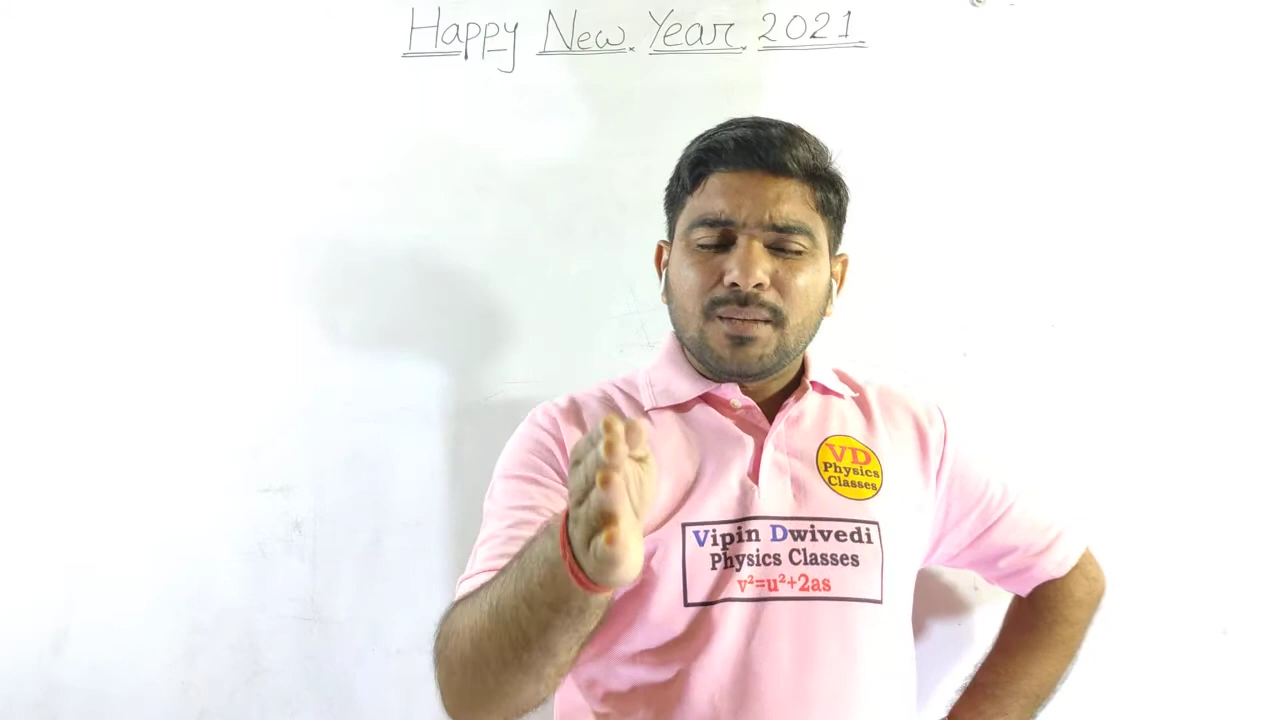 Happy New Year 2021
VD
Physics
Classes
Vipin Dwivedi
Physics Classes
v²=u²+2as